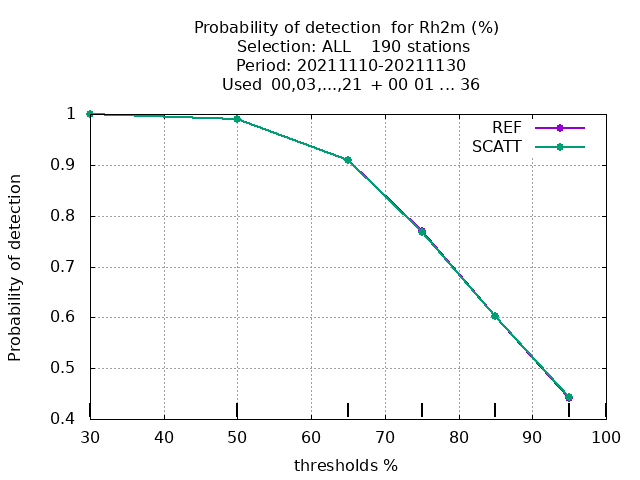 Probability of detection  for Rh2m (%)
Selection: ALL    190 stations
Period: 20211110-20211130
Used  00,03,...,21  + 00 01 ... 36
REF
SCATT
1
0.9
0.8
0.7
0.6
0.5
0.4
Probability of detection
30 40 50 60 70 80 90 100
thresholds %